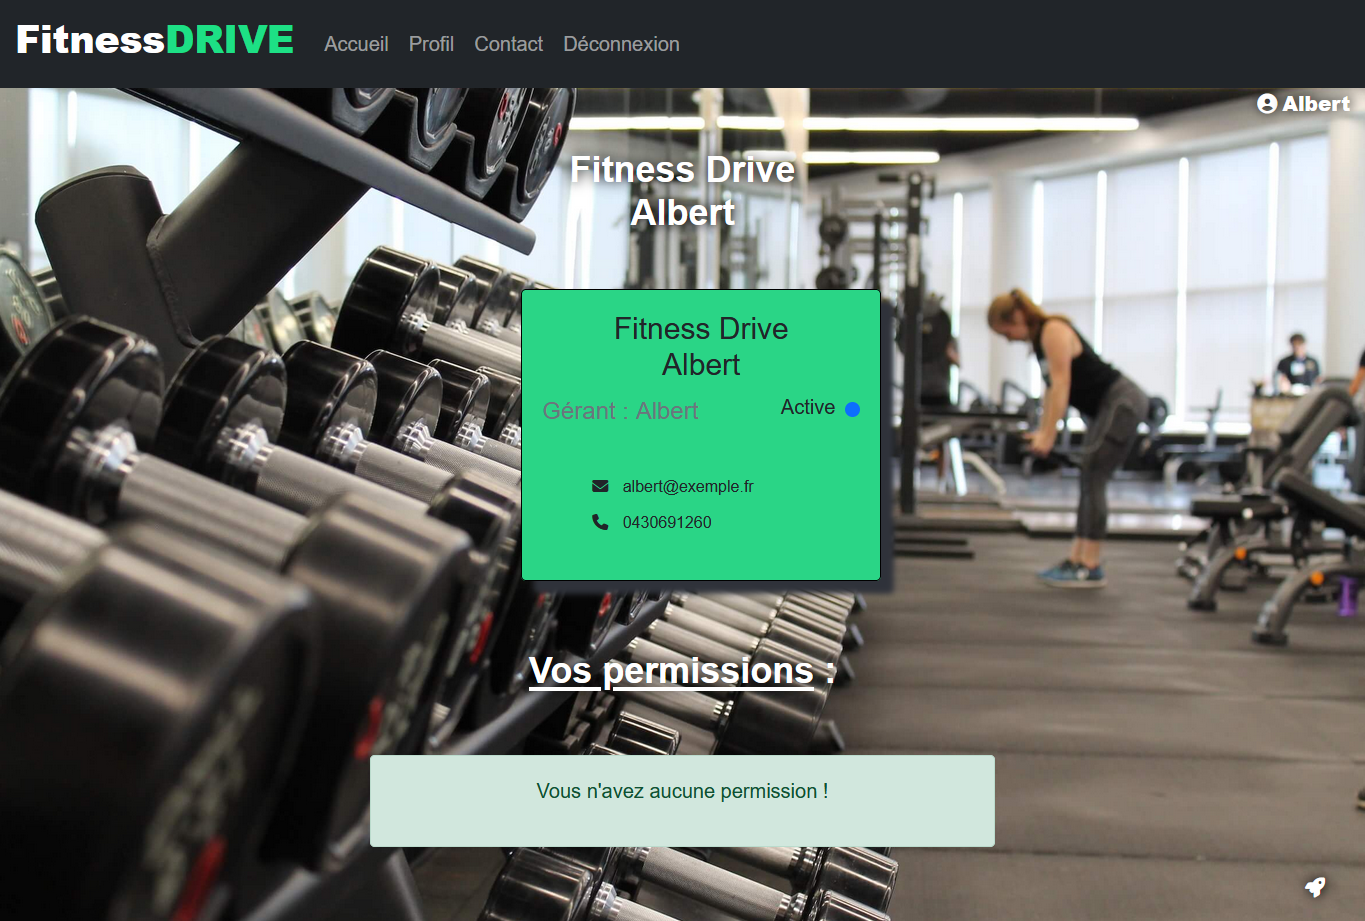 FitnessDRIVE Accueil Profil Contact Déconnexion
Albert
Fitness Drive
Albert
Fitness Drive
Albert
Gérant : Albert Active
albert@exemple.fr
0430691260
Vos permissions :
Vous n'avez aucune permission !